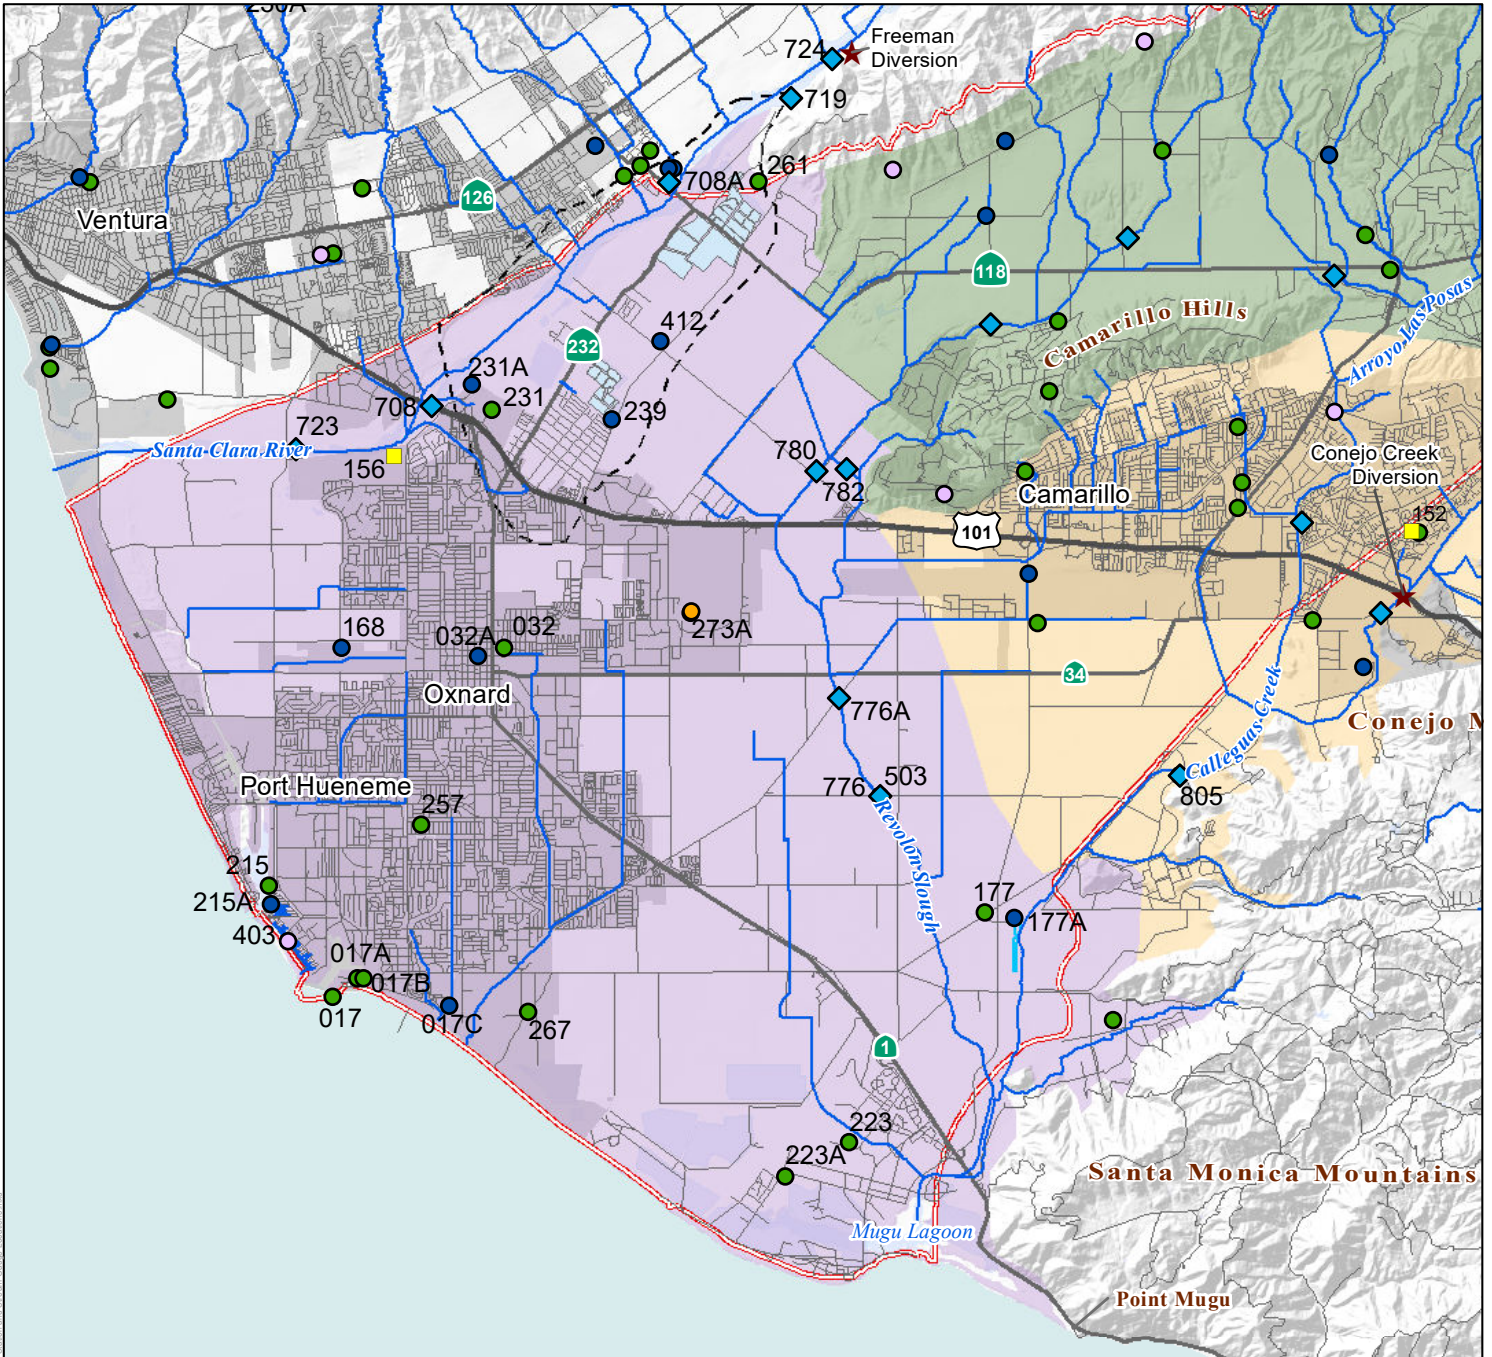 230A
724
Freeman
Diversion
719
261
708A
126
Ventura
118
Camarillo Hills
Arroyo Las Posas
412
232
231A
231
708
239
723
Santa Clara River
156
780
782
Camarillo
Conejo Creek
Diversion
152
101
273A
168
032A
032
Oxnard
34
776A
Conejo M
Calleguas Creek
805
776
503
Port Hueneme
257
Revolon Slough
215
215A
177
177A
403
017A
017B
017
017C
267
1
223
223A
Santa Monica Mountains
Mugu Lagoon
Point Mugu